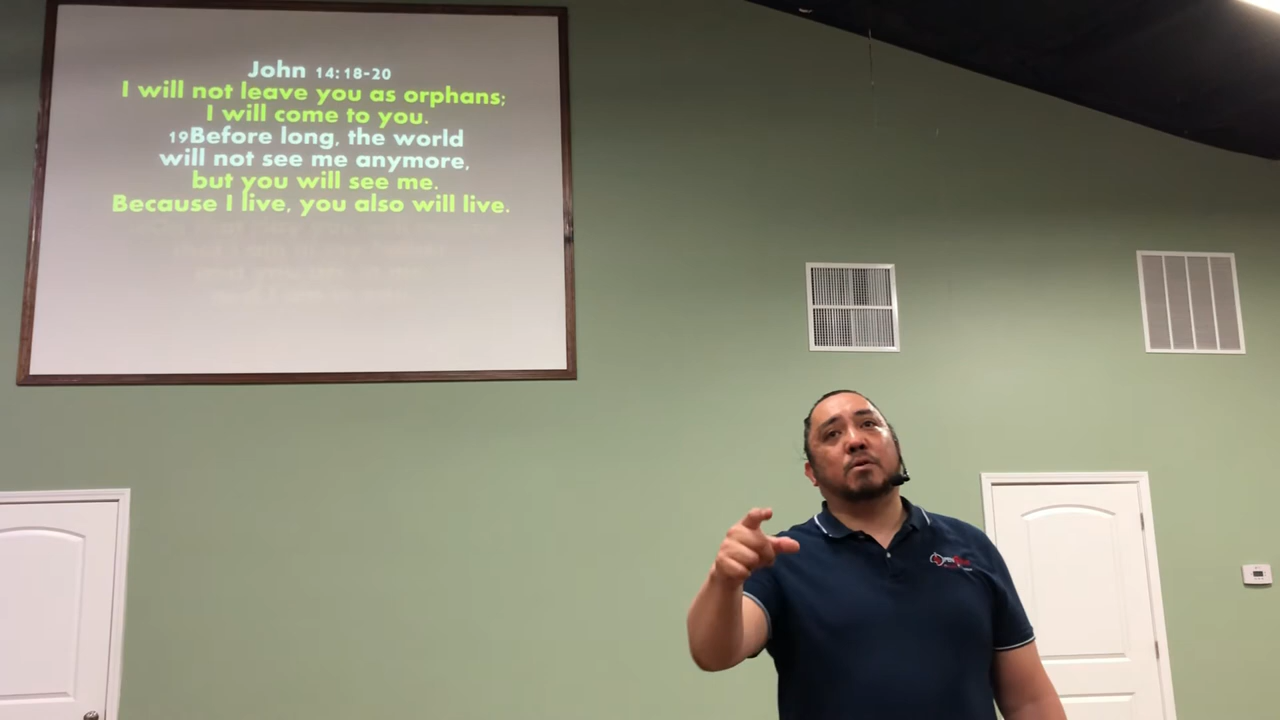 John 14:18-20
I will not leave you as orphans;
I will come to you.
19Before long, the world
will not see me anymore,
but you will see me.
Because I live, you also will live.